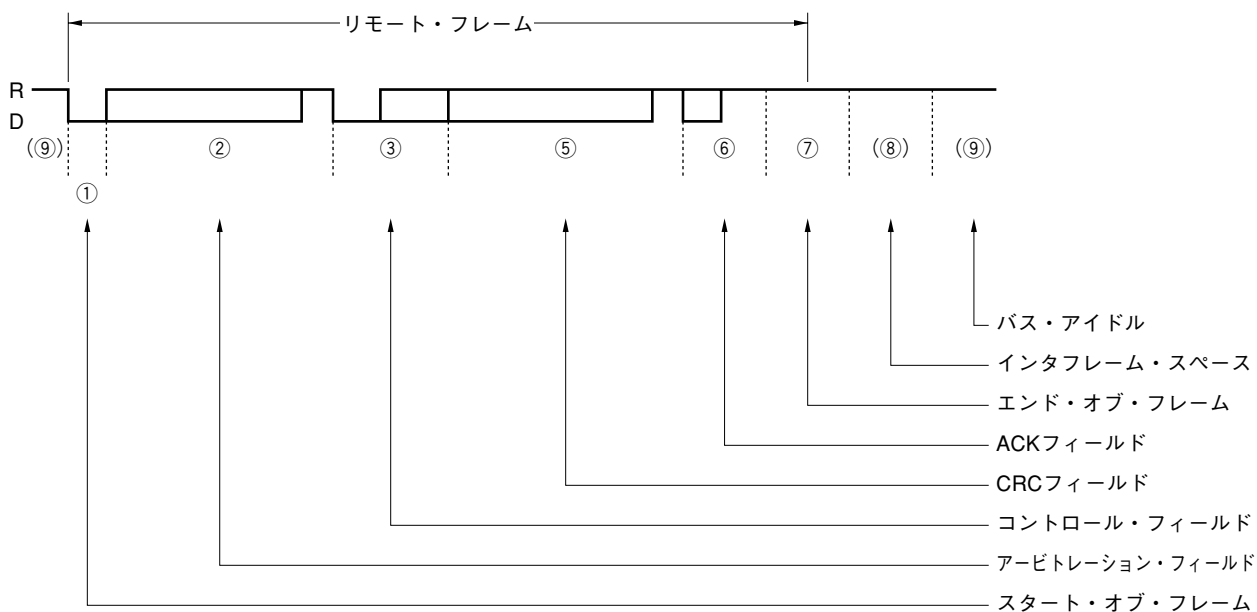 リモート・フレーム
R
D
(⑨) ② ③ ⑤ ⑥ ⑦ (⑧) (⑨)
①
バス・アイドル
インタフレーム・スペース
エンド・オブ・フレーム
ACKフィールド
CRCフィールド
コントロール・フィールド
アービトレーション・フィールド
スタート・オブ・フレーム